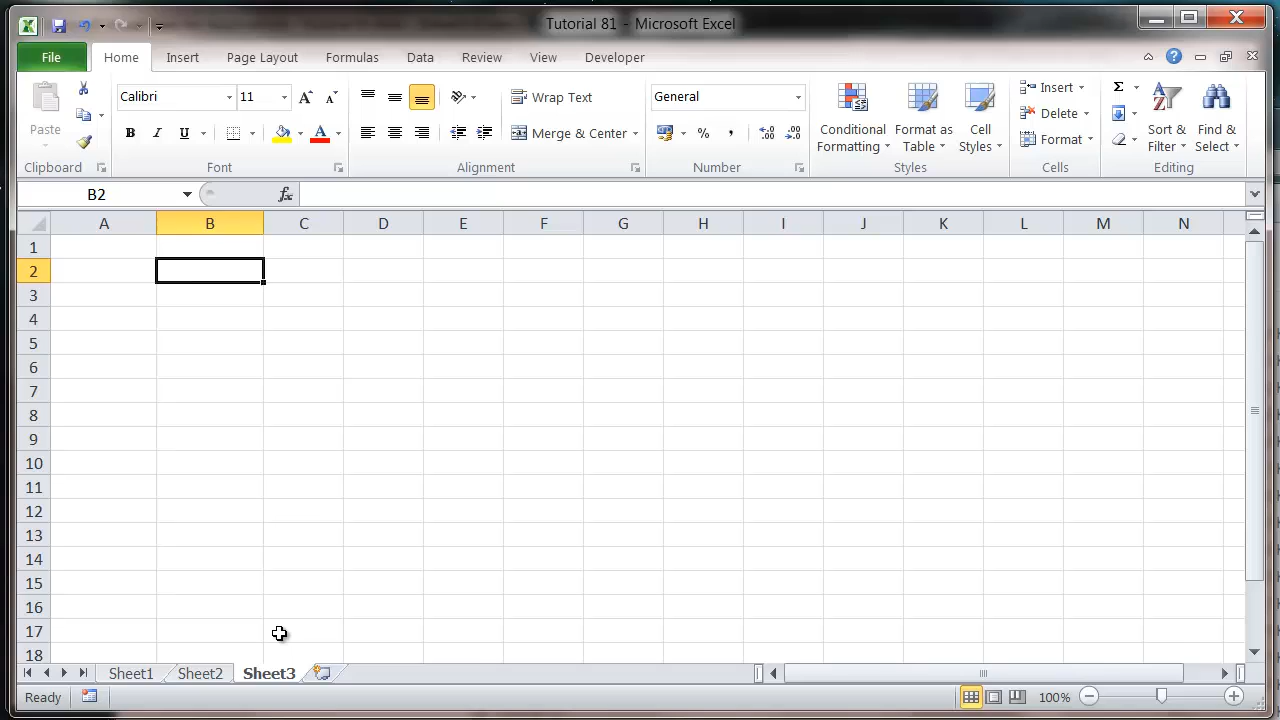 Tutorial 81 - Microsoft Excel
File Home Insert Page Layout Formulas Data Review View Developer
Calibri 11 Wrap Text General Insert Σ
Paste Conditional Formatting Format as Table Cell Styles Delete Sort & Filter Find & Select
B I U A Merge & Center % , Format
Clipboard Font Alignment Number Styles Cells Editing
B2 fx
A B C D E F G H I J K L M N
1
2
3
4
5
6
7
8
9
10
11
12
13
14
15
16
17
18
Sheet1 Sheet2 Sheet3
Ready 100%